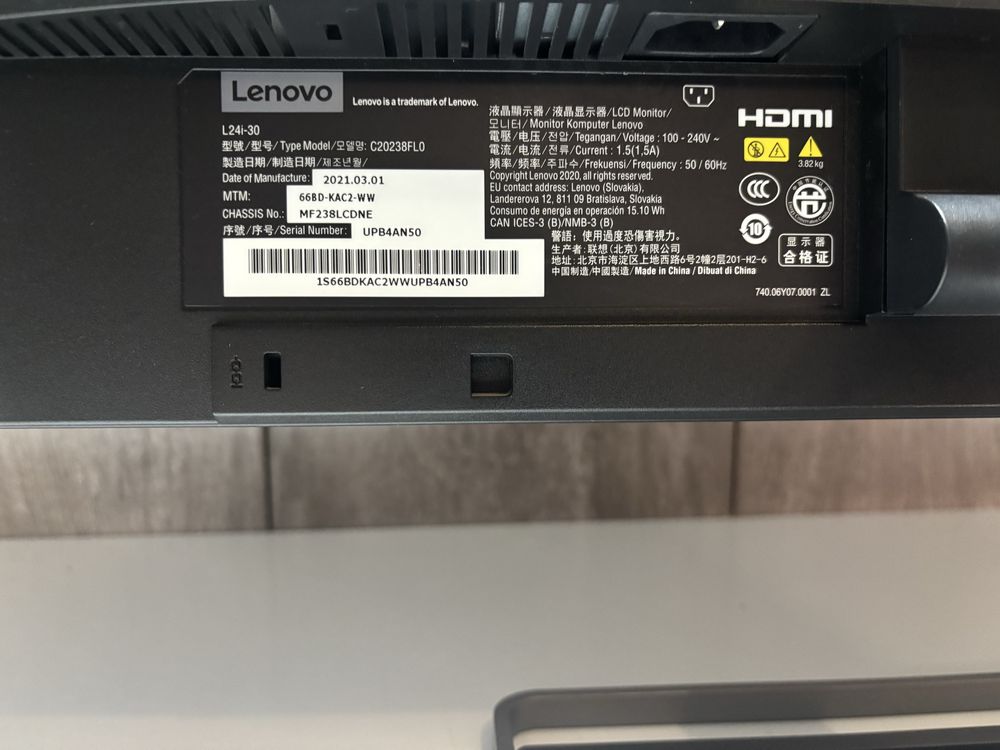 Lenovo
Lenovo is a trademark of Lenovo.
L24i-30
型號/型号/Type Model/모델명: C20238FL0
製造日期/制造日期/제조년월/
Date of Manufacture: 2021.03.01
MTM: 66BD-KAC2-WW
CHASSIS No.: MF238LCDNE
序號/序号/Serial Number: UPB4AN50
1S66BDKAC2WWUPB4AN50
液晶顯示器/液晶显示器/LCD Monitor/
모니터/Monitor Komputer Lenovo
電壓/电压/전압/Tegangan/Voltage : 100 - 240V ~
電流/电流/전류/Current : 1.5(1,5A)
頻率/频率/주파수/Frekuensi/Frequency : 50 / 60Hz
Copyright Lenovo 2020, all rights reserved.
EU contact address: Lenovo (Slovakia),
Landererova 12, 811 09 Bratislava, Slovakia
Consumo de energía en operación 15.10 Wh
CAN ICES-3 (B)/NMB-3 (B)
警語: 使用過度恐傷害視力。
生产者: 联想(北京)有限公司
地址: 北京市海淀区上地西路6号2幢2层201-H2-6
中国制造/中國製造/Made in China / Dibuat di China
HDMI
3.82 kg
CCC
10
显示器
合格证
740.06Y07.0001 ZL